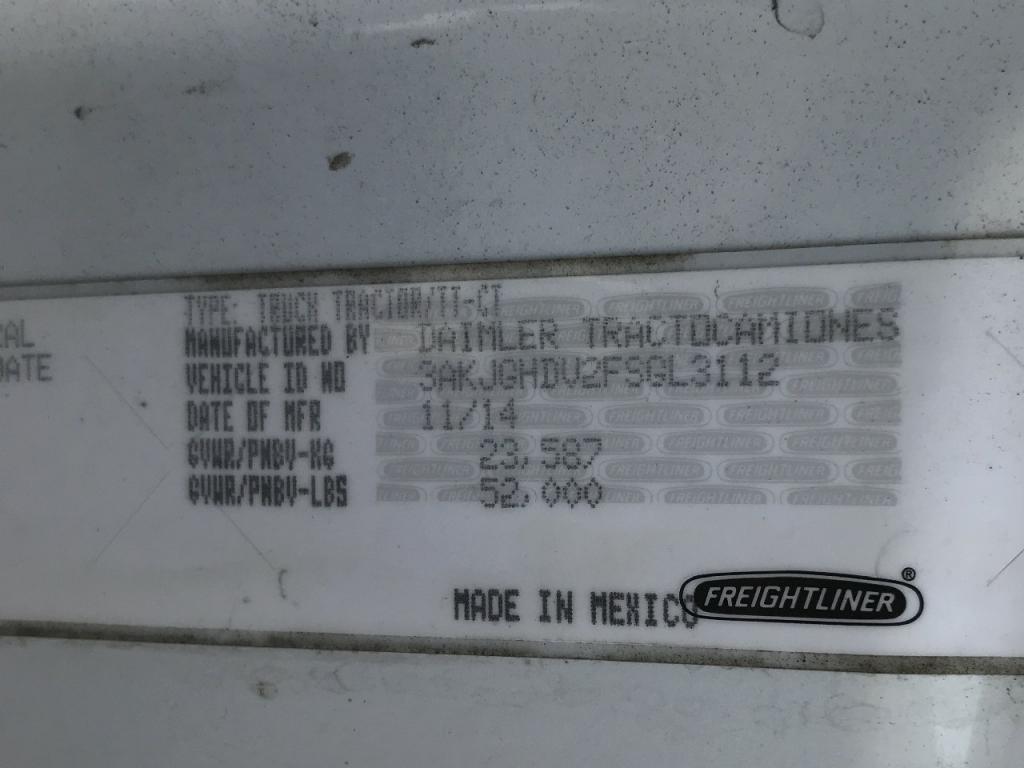 TYPE: TRUCK TRACTOR/TT-CT
CAL MANUFACTURED BY DAIMLER TRACTOCAMIONES
DATE VEHICLE ID NO 3AKJGHDV2FSGL3112
DATE OF MFR 11/14
GVWR/PNBV-KG 23,587
GVWR/PNBV-LBS 52,000
MADE IN MEXICO FREIGHTLINER®